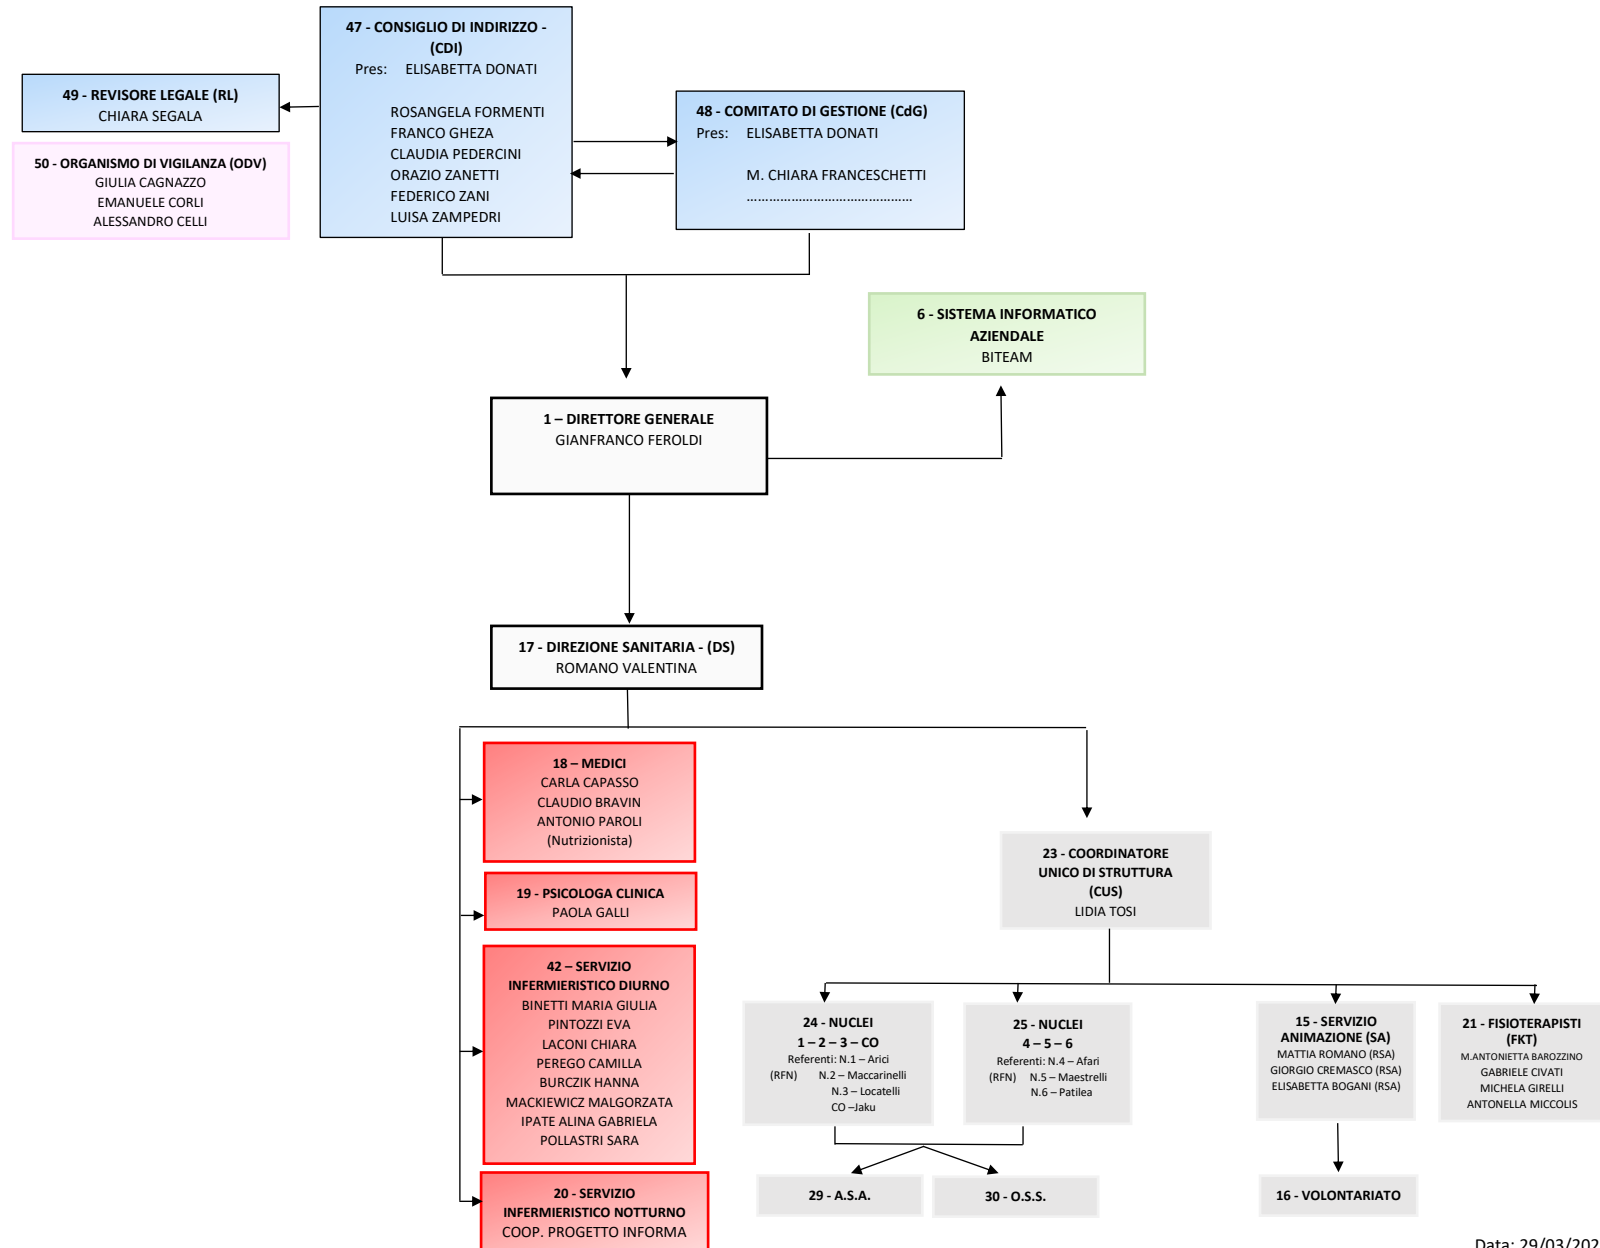 47 - CONSIGLIO DI INDIRIZZO -
(CDI)
Pres: ELISABETTA DONATI
ROSANGELA FORMENTI
FRANCO GHEZA
CLAUDIA PEDERCINI
ORAZIO ZANETTI
FEDERICO ZANI
LUISA ZAMPEDRI
49 - REVISORE LEGALE (RL)
CHIARA SEGALA
50 - ORGANISMO DI VIGILANZA (ODV)
GIULIA CAGNAZZO
EMANUELE CORLI
ALESSANDRO CELLI
48 - COMITATO DI GESTIONE (CdG)
Pres: ELISABETTA DONATI
M. CHIARA FRANCESCHETTI
………………………………………
6 - SISTEMA INFORMATICO
AZIENDALE
BITEAM
1 – DIRETTORE GENERALE
GIANFRANCO FEROLDI
17 - DIREZIONE SANITARIA - (DS)
ROMANO VALENTINA
18 – MEDICI
CARLA CAPASSO
CLAUDIO BRAVIN
ANTONIO PAROLI
(Nutrizionista)
19 - PSICOLOGA CLINICA
PAOLA GALLI
42 – SERVIZIO
INFERMIERISTICO DIURNO
BINETTI MARIA GIULIA
PINTOZZI EVA
LACONI CHIARA
PEREGO CAMILLA
BURCZIK HANNA
MACKIEWICZ MALGORZATA
IPATE ALINA GABRIELA
POLLASTRI SARA
20 - SERVIZIO
INFERMIERISTICO NOTTURNO
COOP. PROGETTO INFORMA
23 - COORDINATORE
UNICO DI STRUTTURA
(CUS)
LIDIA TOSI
24 - NUCLEI
1 – 2 – 3 – CO
Referenti: N.1 – Arici
(RFN) N.2 – Maccarinelli
N.3 – Locatelli
CO –Jaku
25 - NUCLEI
4 – 5 – 6
Referenti: N.4 – Afari
(RFN) N.5 – Maestrelli
N.6 – Patilea
15 - SERVIZIO
ANIMAZIONE (SA)
MATTIA ROMANO (RSA)
GIORGIO CREMASCO (RSA)
ELISABETTA BOGANI (RSA)
21 - FISIOTERAPISTI
(FKT)
M.ANTONIETTA BAROZZINO
GABRIELE CIVATI
MICHELA GIRELLI
ANTONELLA MICCOLIS
29 - A.S.A.
30 - O.S.S.
16 - VOLONTARIATO
Data: 29/03/202